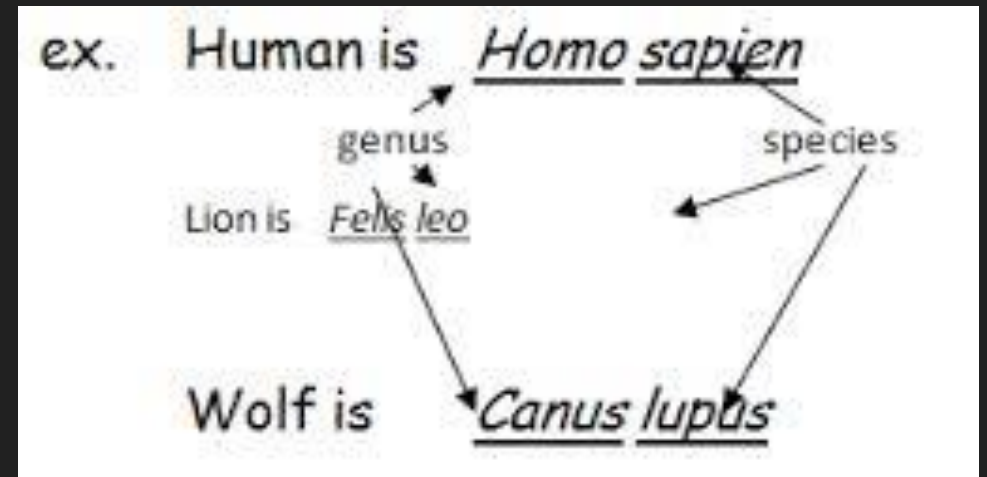 ex. Human is Homo sapien
genus species
Lion is Felis leo
Wolf is Canus lupus